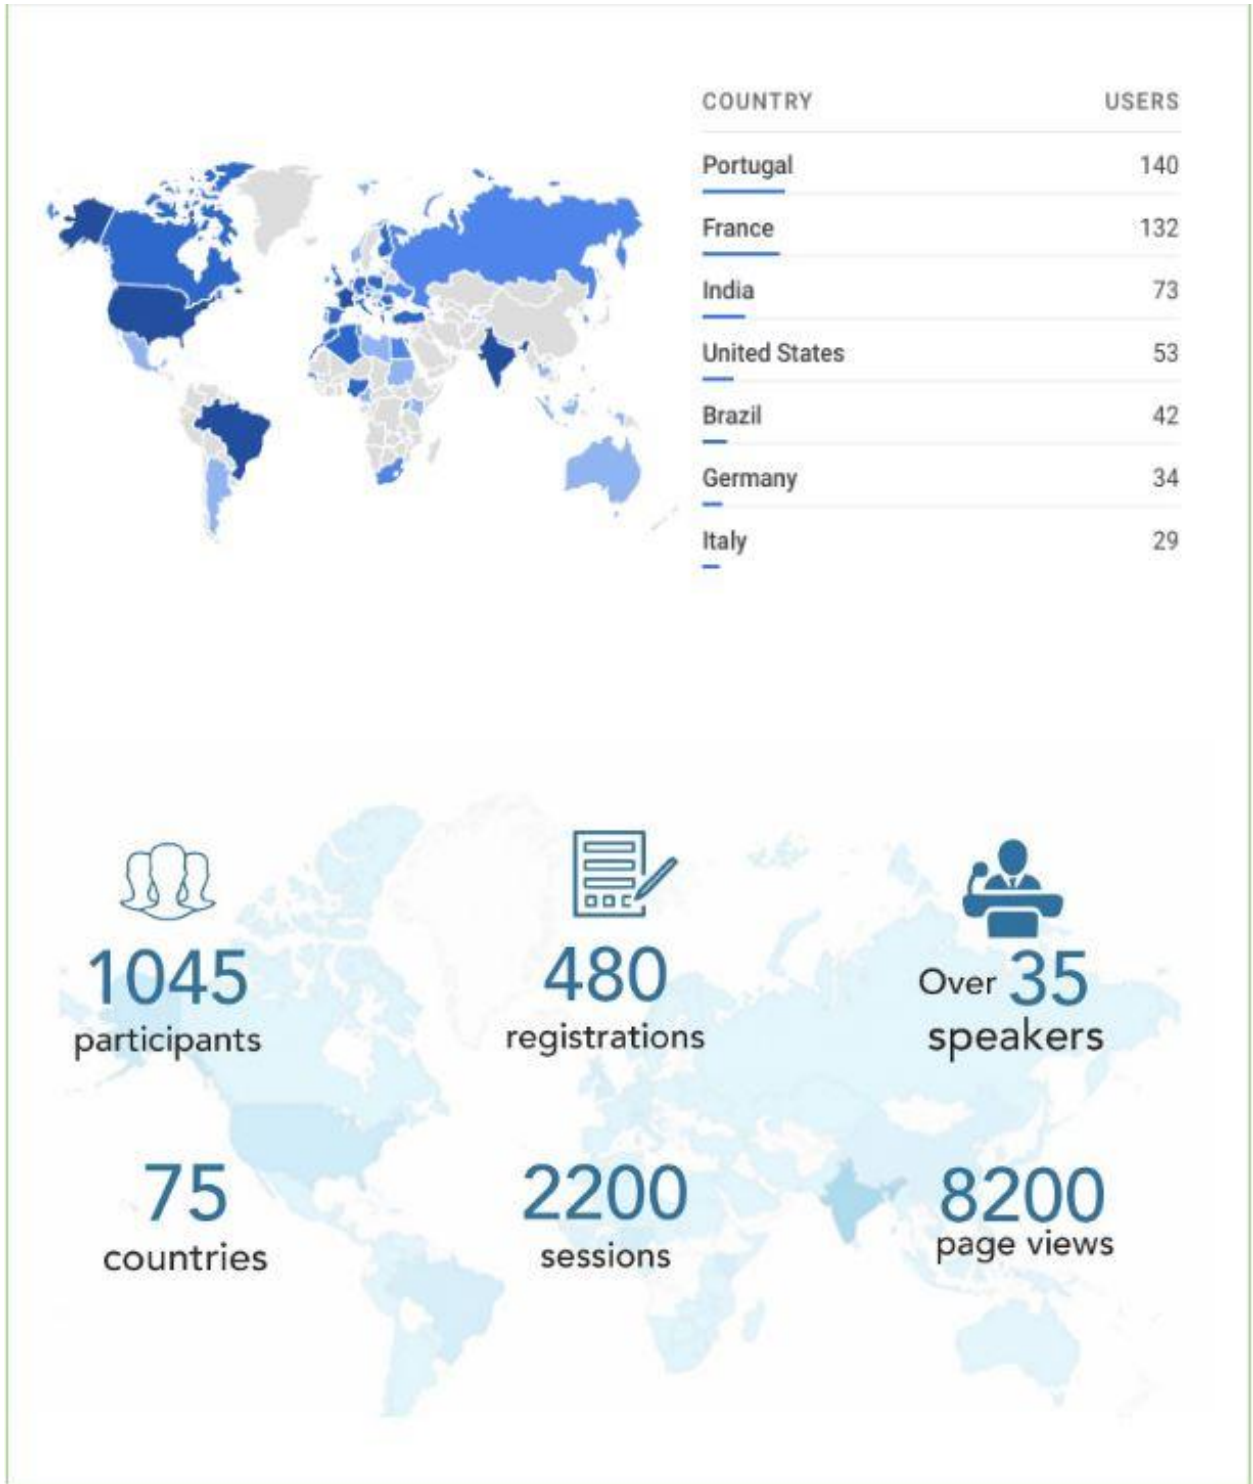 COUNTRY USERS
Portugal 140
France 132
India 73
United States 53
Brazil 42
Germany 34
Italy 29
1045
participants
480
registrations
Over 35
speakers
75
countries
2200
sessions
8200
page views